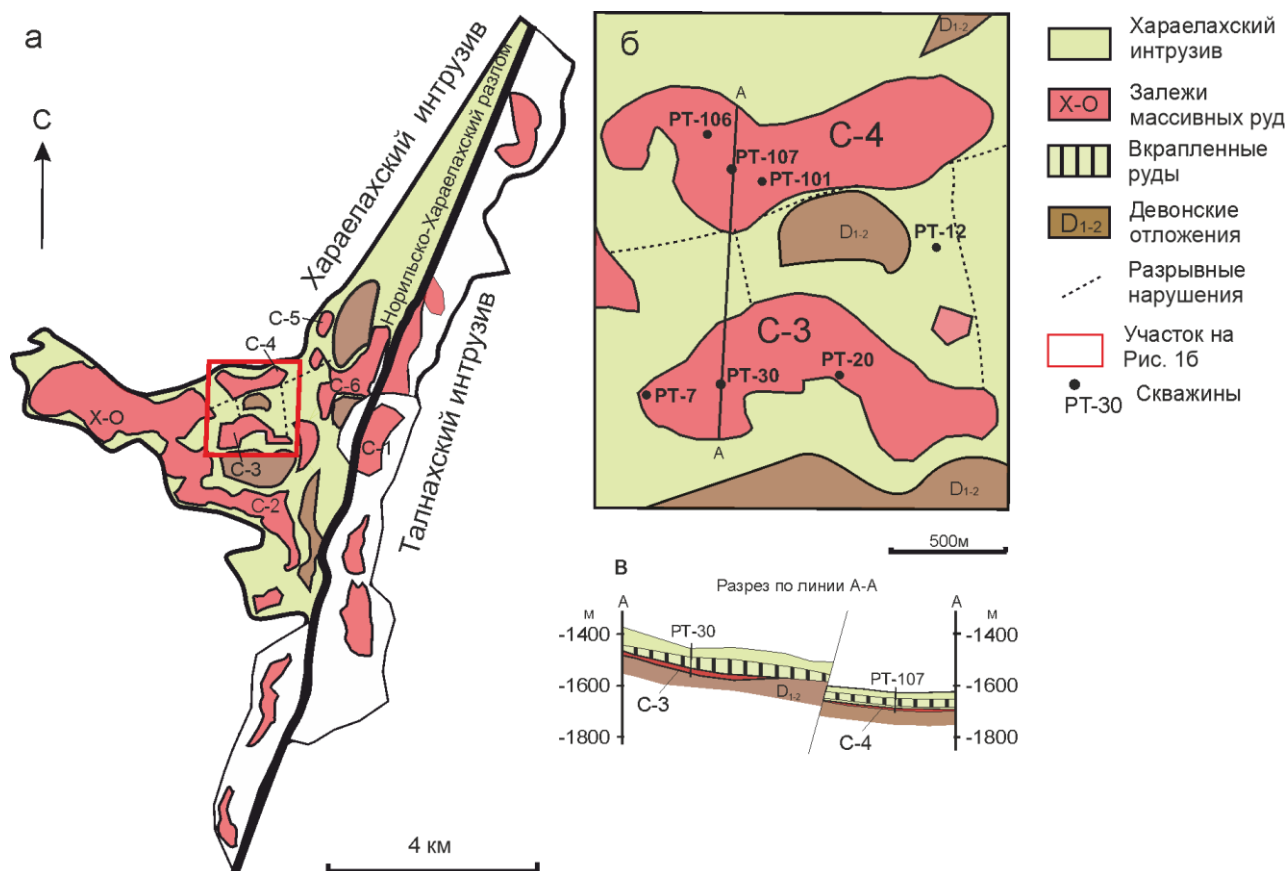 а
С
Хараелахский интрузив
Норильско-Хараелахский разлом
Талнахский интрузив
С-5
С-4
С-6
Х-О
С-3
С-1
С-2
4 км
б
D1-2
А
РТ-106
С-4
РТ-107
РТ-101
D1-2
РТ-12
С-3
РТ-20
РТ-7
РТ-30
А
D1-2
500м
в
Разрез по линии А-А
А
А
м
м
-1400
-1400
РТ-30
РТ-107
-1600
-1600
D1-2
С-3
С-4
-1800
-1800
Хараелахский
интрузив
Х-О
Залежи
массивных руд
Вкрапленные
руды
D1-2
Девонские
отложения
Разрывные
нарушения
Участок на
Рис. 1б
РТ-30
Скважины